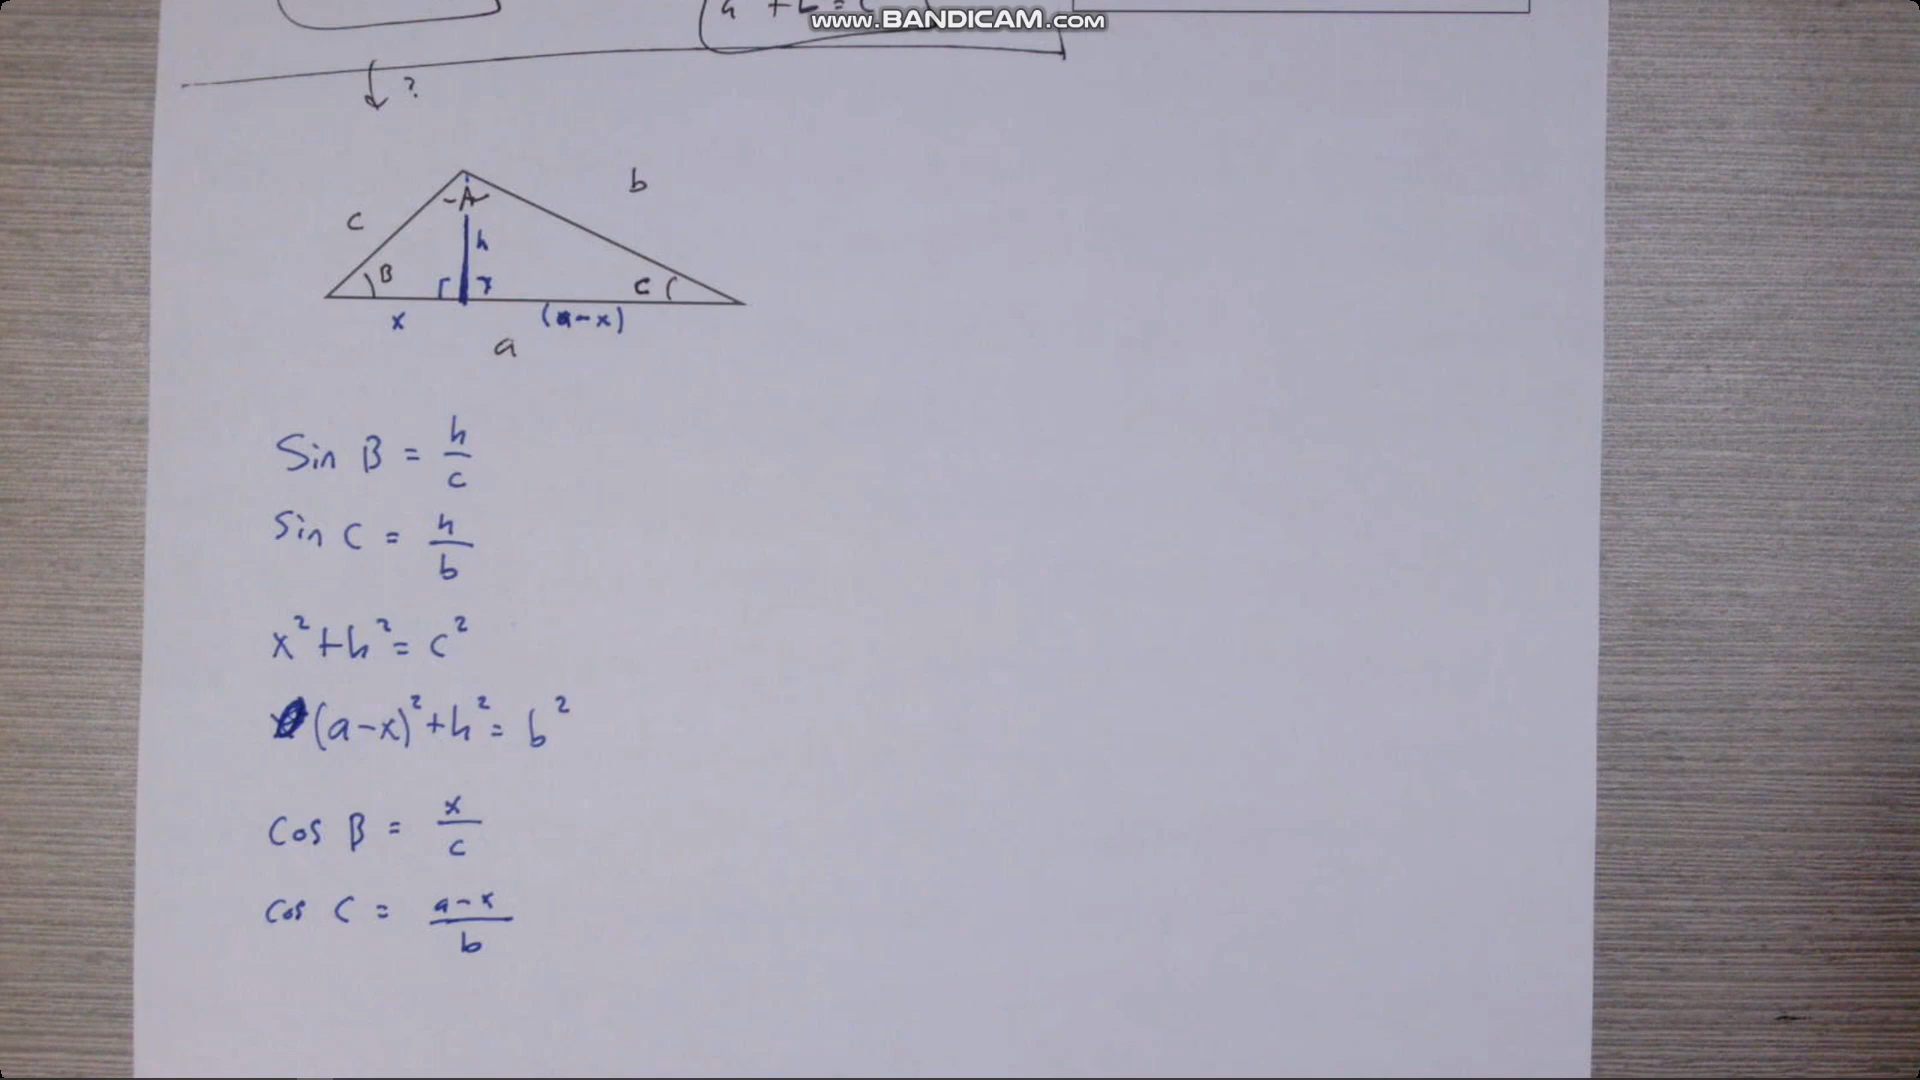 www.BANDICAM.com
?
b
A
c
h
B
C
x
(a-x)
a
Sin B = h/c
Sin C = h/b
x² + h² = c²
(a-x)² + h² = b²
Cos B = x/c
Cos C = a-x/b